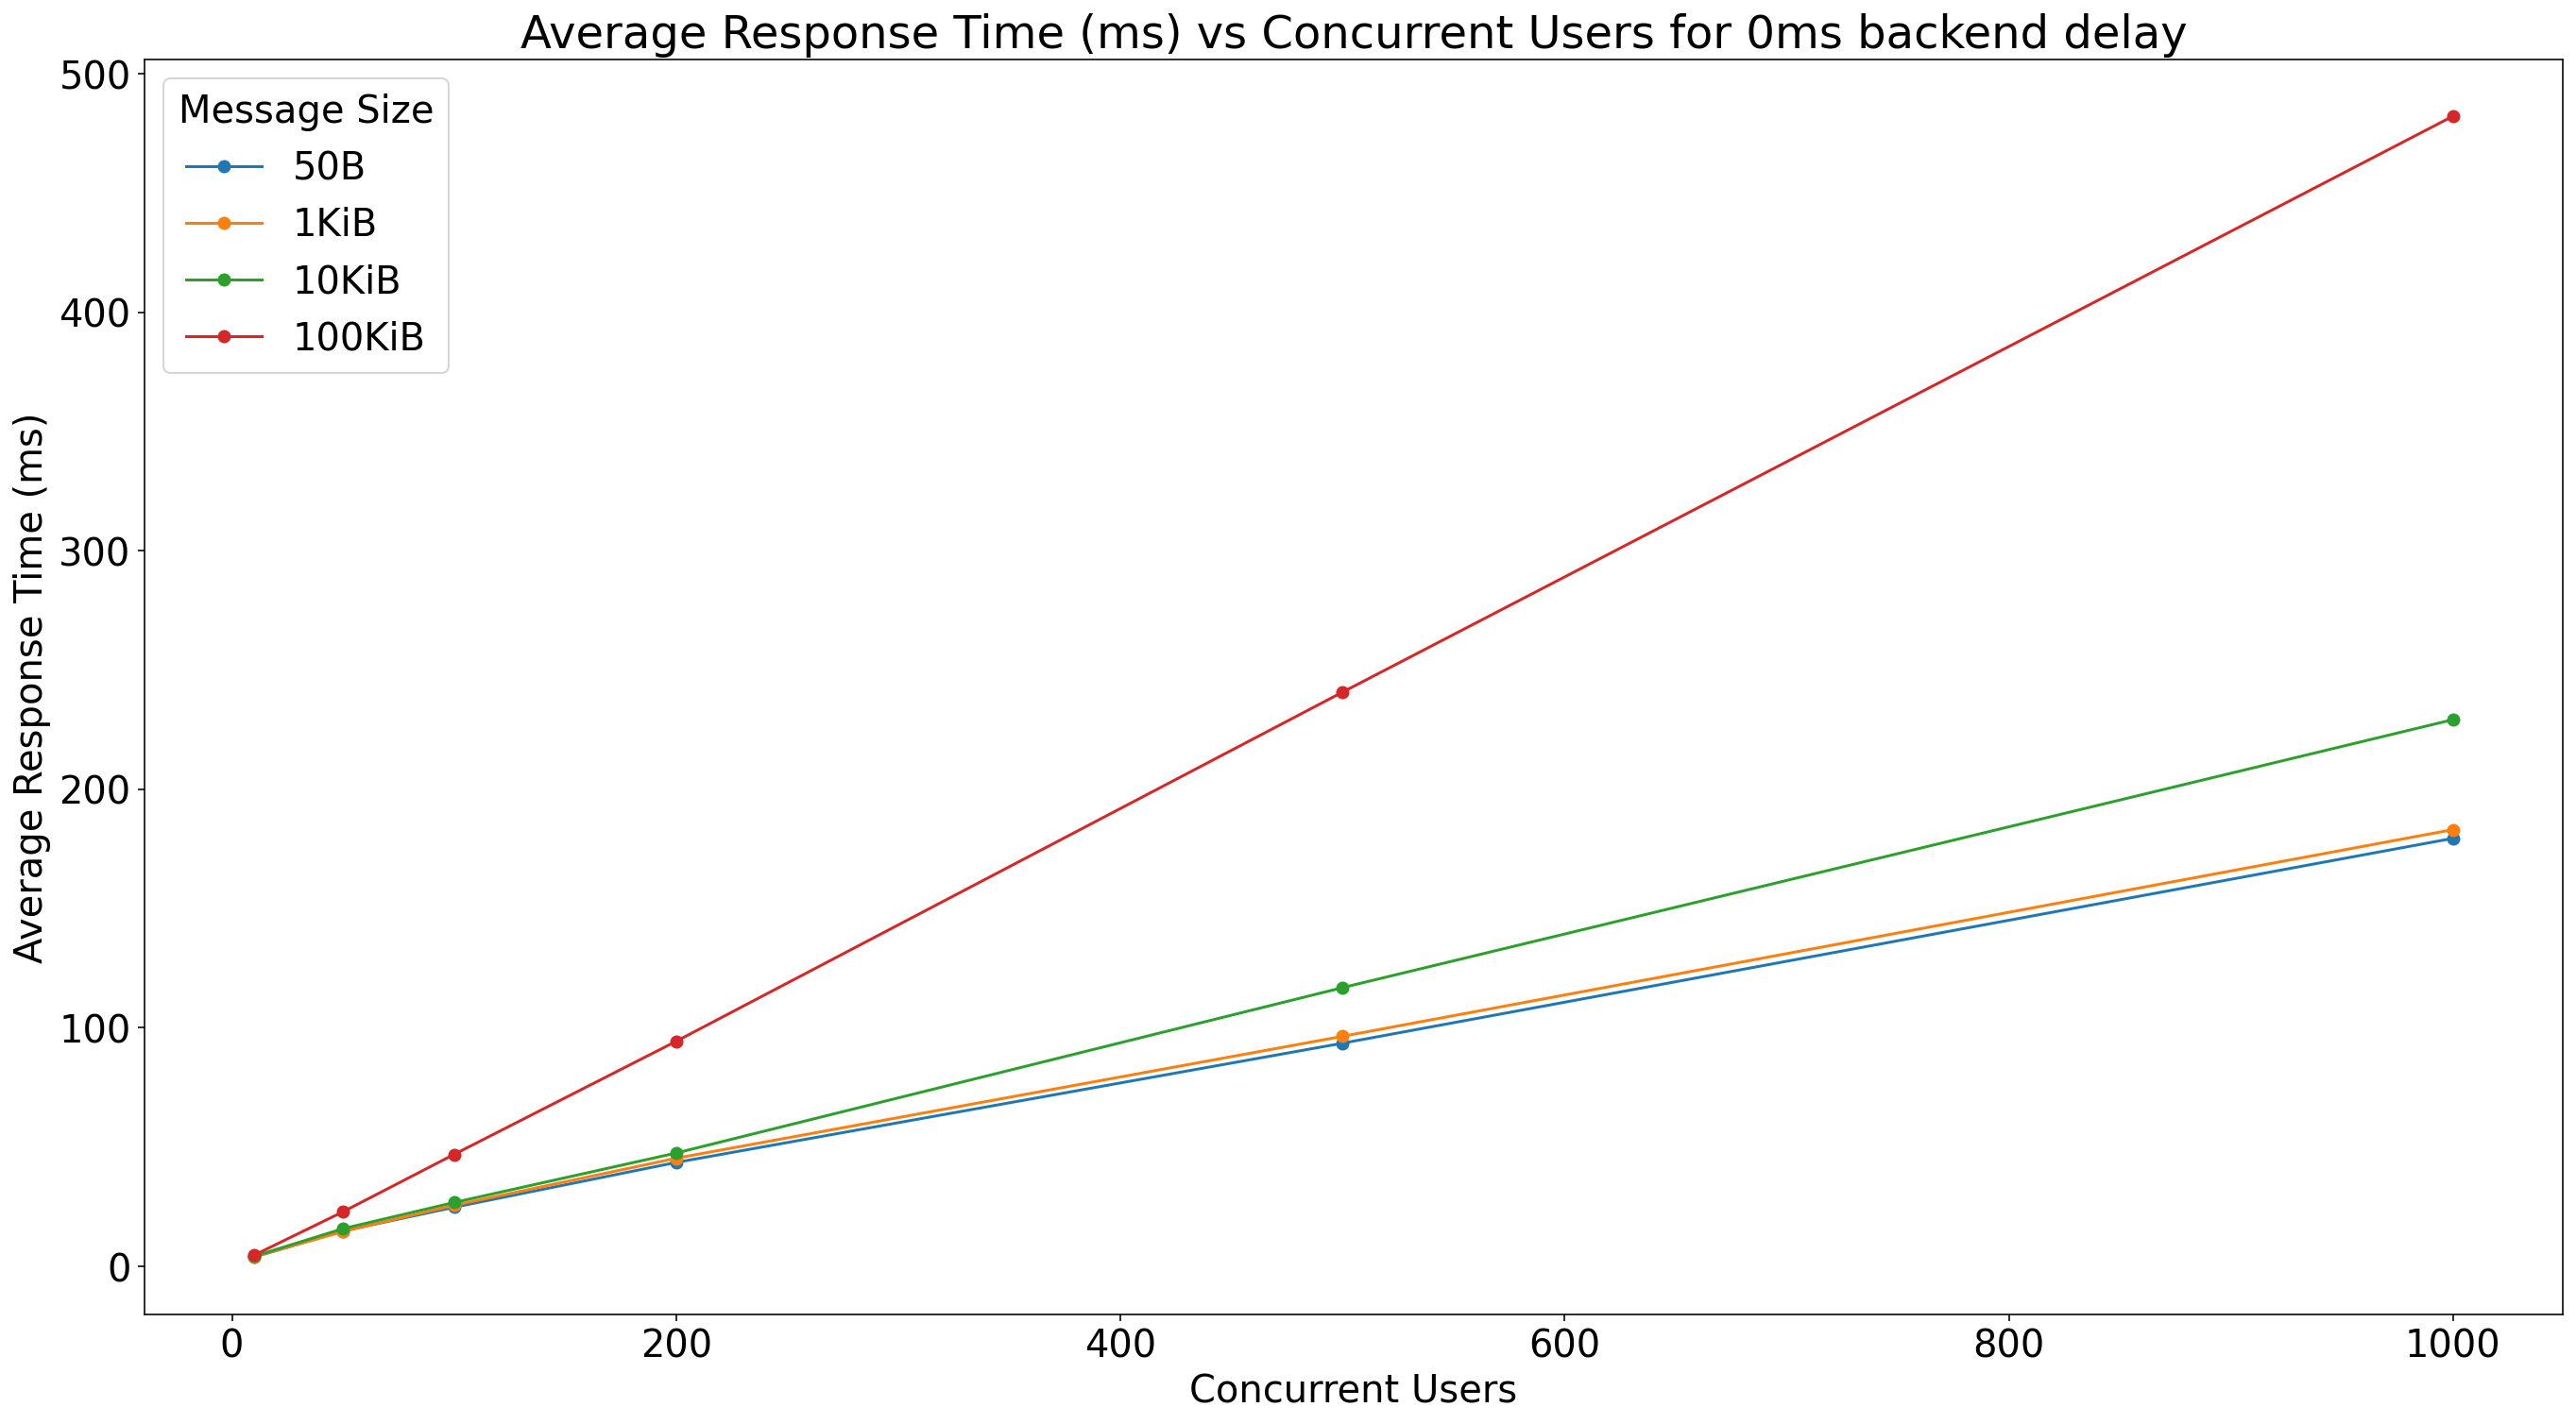 Average Response Time (ms) vs Concurrent Users for 0ms backend delay
Message Size
50B
1KiB
10KiB
100KiB
Average Response Time (ms)
500
400
300
200
100
0
0 200 400 600 800 1000
Concurrent Users